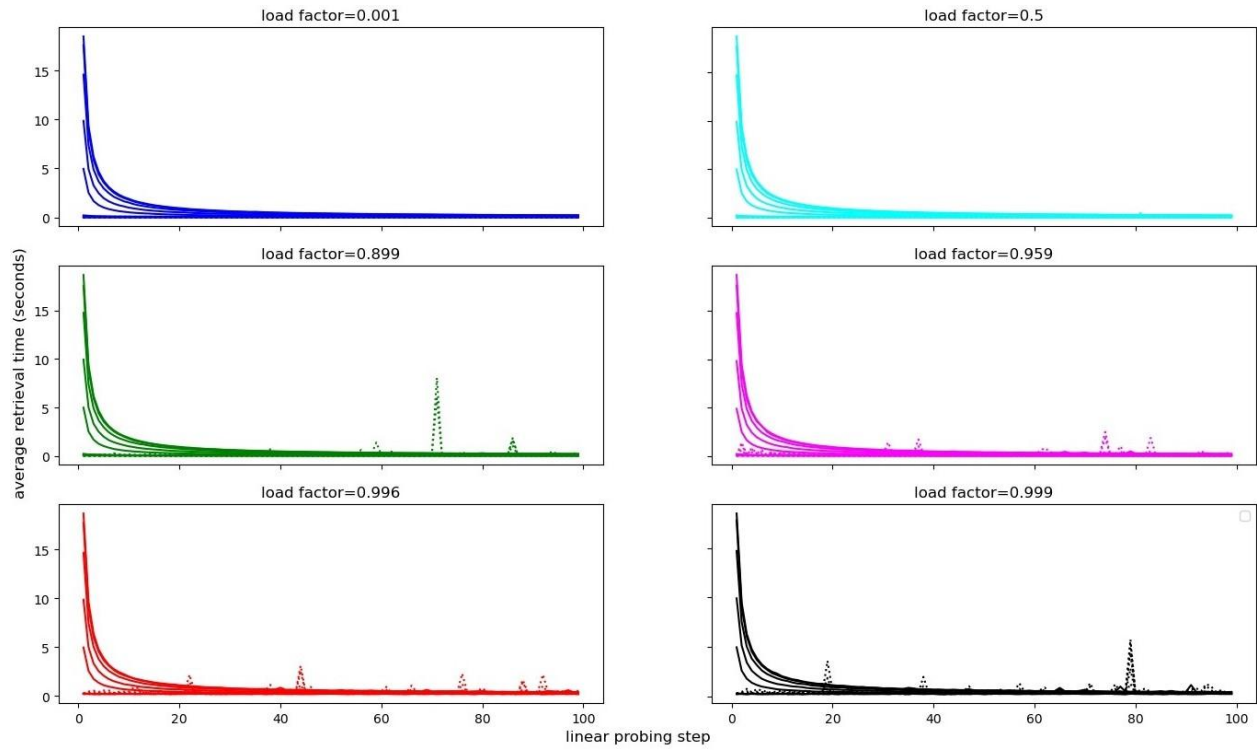 load factor=0.001
load factor=0.5
15
10
5
0
load factor=0.899
load factor=0.959
15
10
5
0
average retrieval time (seconds)
load factor=0.996
load factor=0.999
15
10
5
0
0 20 40 60 80 100
0 20 40 60 80 100
linear probing step